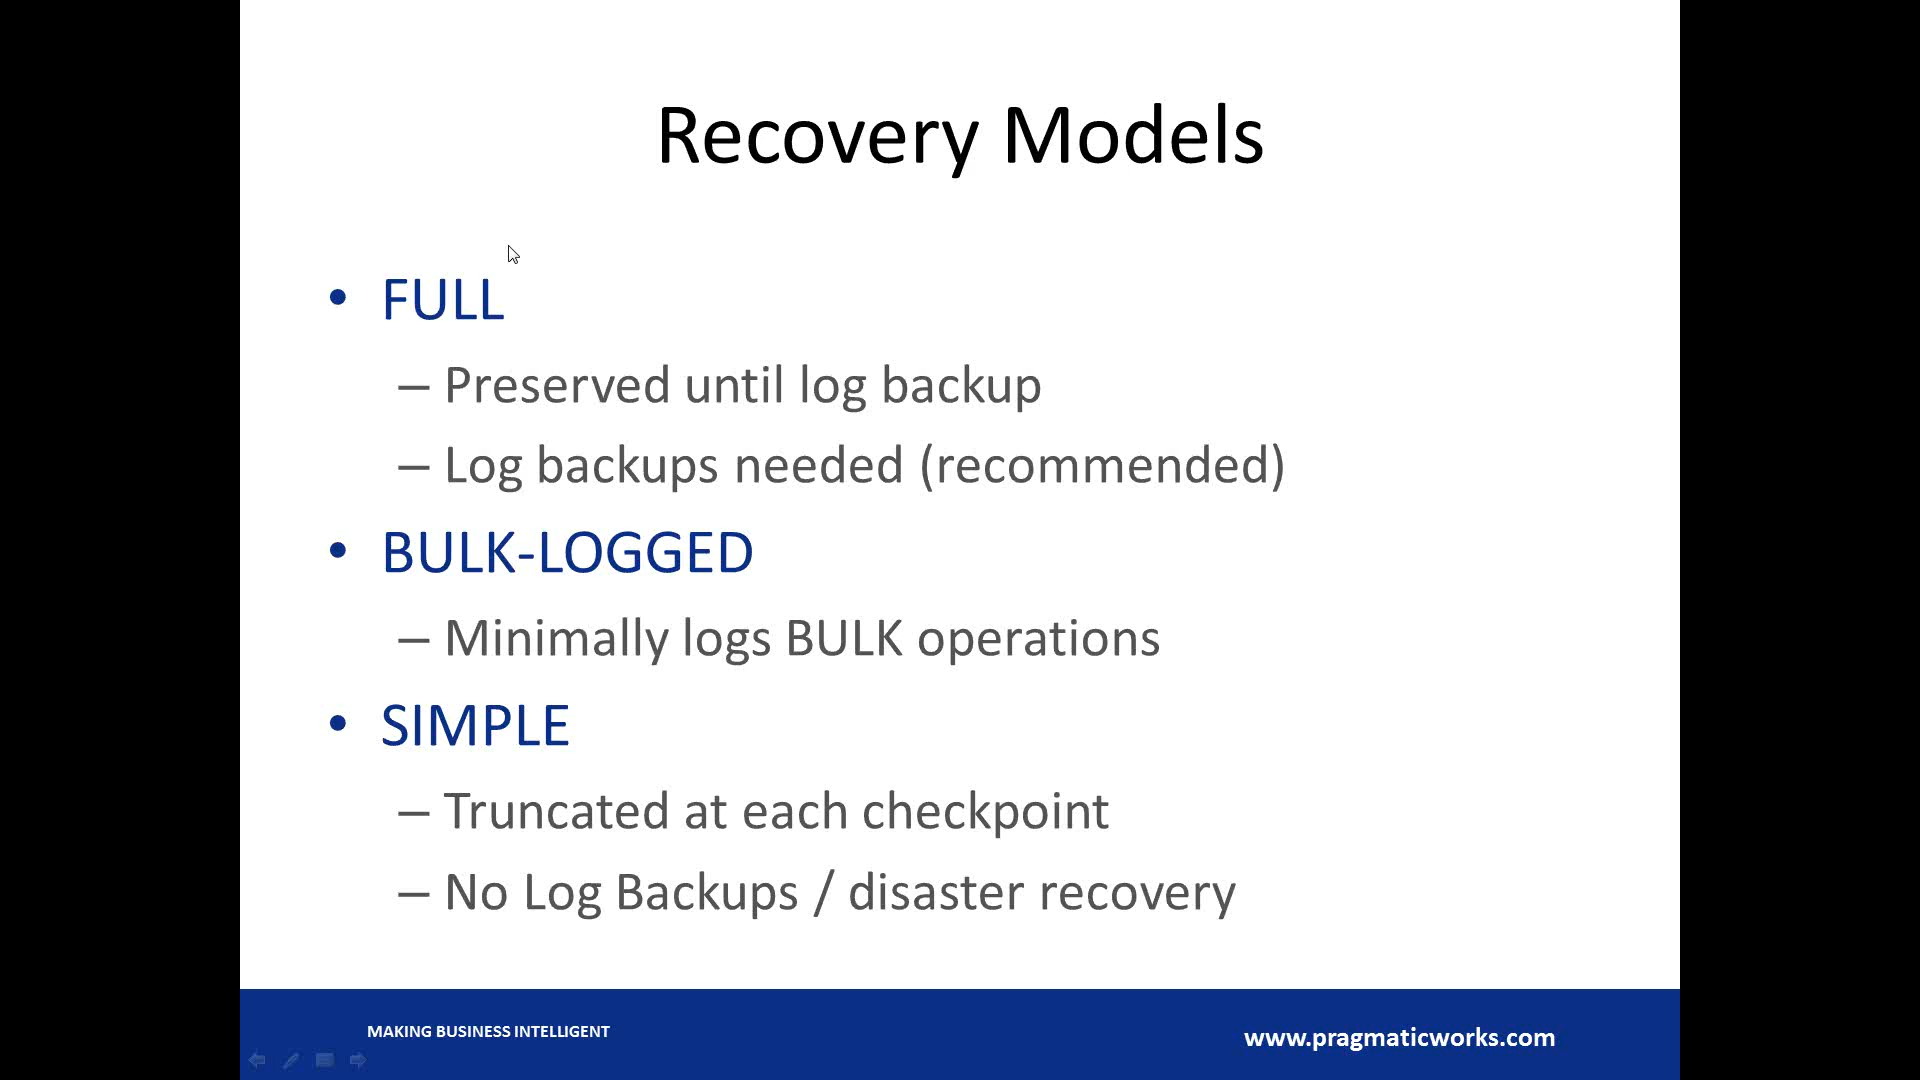 Recovery Models
• FULL
– Preserved until log backup
– Log backups needed (recommended)
• BULK-LOGGED
– Minimally logs BULK operations
• SIMPLE
– Truncated at each checkpoint
– No Log Backups / disaster recovery
MAKING BUSINESS INTELLIGENT
www.pragmaticworks.com